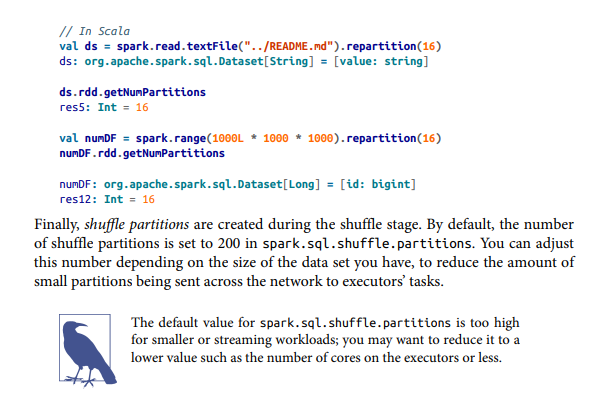 // In Scala
val ds = spark.read.textFile("../README.md").repartition(16)
ds: org.apache.spark.sql.Dataset[String] = [value: string]
ds.rdd.getNumPartitions
res5: Int = 16
val numDF = spark.range(1000L * 1000 * 1000).repartition(16)
numDF.rdd.getNumPartitions
numDF: org.apache.spark.sql.Dataset[Long] = [id: bigint]
res12: Int = 16
Finally, shuffle partitions are created during the shuffle stage. By default, the number
of shuffle partitions is set to 200 in spark.sql.shuffle.partitions. You can adjust
this number depending on the size of the data set you have, to reduce the amount of
small partitions being sent across the network to executors’ tasks.
The default value for spark.sql.shuffle.partitions is too high
for smaller or streaming workloads; you may want to reduce it to a
lower value such as the number of cores on the executors or less.